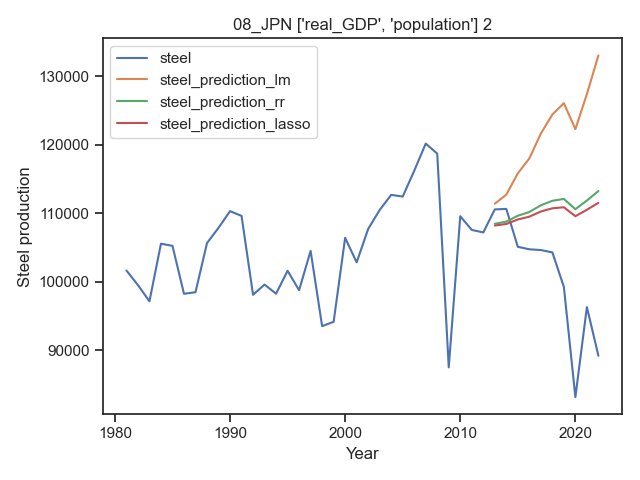 08_JPN ['real_GDP', 'population'] 2
steel
steel_prediction_lm
steel_prediction_rr
steel_prediction_lasso
Steel production
130000
120000
110000
100000
90000
1980
1990
2000
2010
2020
Year